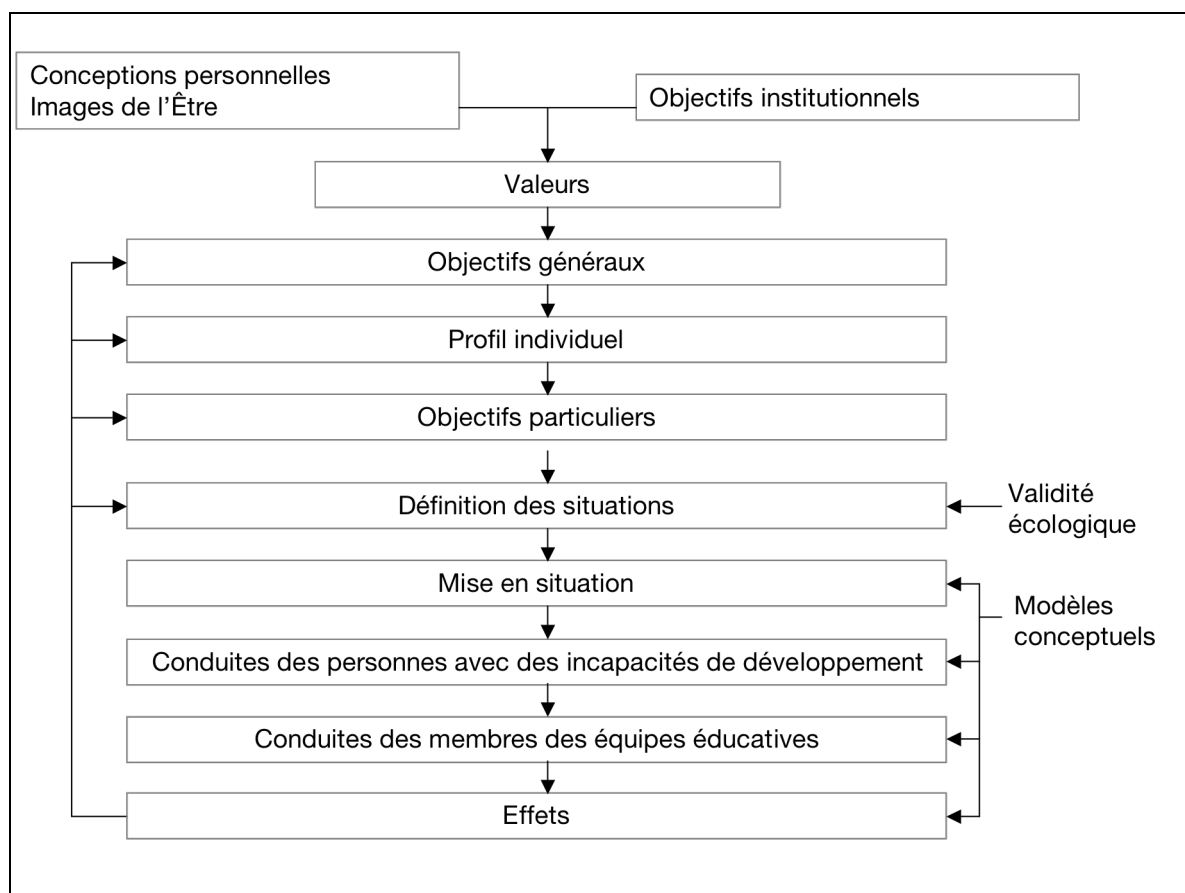 Conceptions personnelles
Images de l’Être
Objectifs institutionnels
Valeurs
Objectifs généraux
Profil individuel
Objectifs particuliers
Définition des situations
Validité
écologique
Mise en situation
Modèles
conceptuels
Conduites des personnes avec des incapacités de développement
Conduites des membres des équipes éducatives
Effets